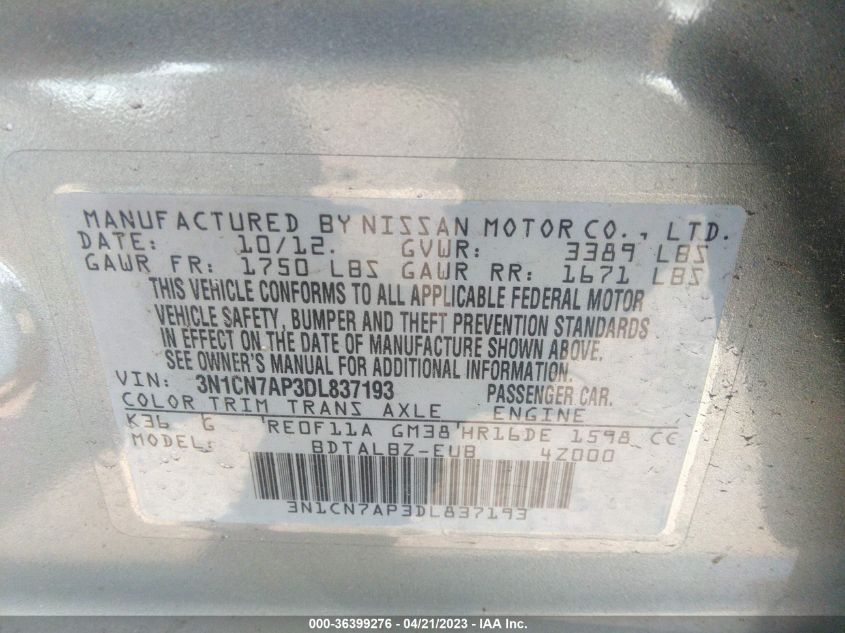 MANUFACTURED BY NISSAN MOTOR CO., LTD.
DATE: 10/12. GVWR: 3389 LBS
GAWR FR: 1750 LBS GAWR RR: 1671 LBS
THIS VEHICLE CONFORMS TO ALL APPLICABLE FEDERAL MOTOR
VEHICLE SAFETY, BUMPER AND THEFT PREVENTION STANDARDS
IN EFFECT ON THE DATE OF MANUFACTURE SHOWN ABOVE.
SEE OWNER'S MANUAL FOR ADDITIONAL INFORMATION.
VIN: 3N1CN7AP3DL837193 PASSENGER CAR.
COLOR TRIM TRANS AXLE ENGINE
K36 G RE0F11A GM38 HR16DE 1598 CC
MODEL: BDTALBZ-EUB 4Z000
3N1CN7AP3DL837193
000-36399276 - 04/21/2023 - IAA Inc.